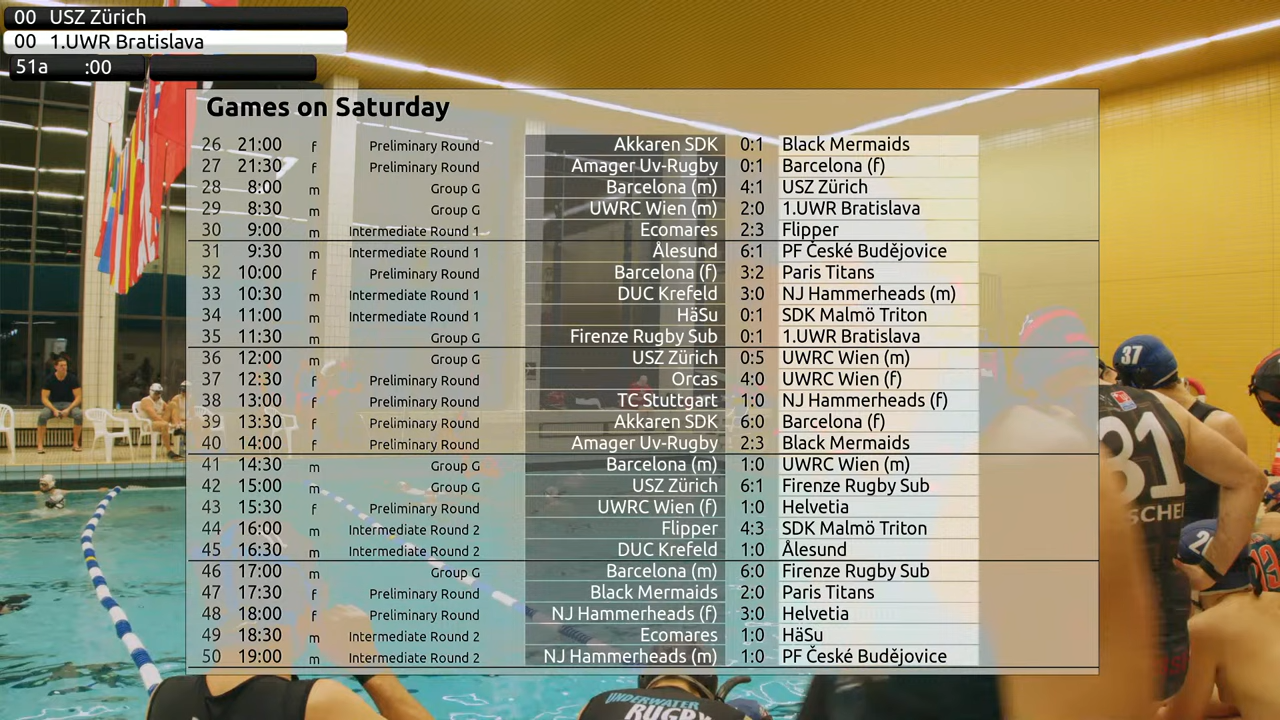 00 USZ Zürich
00 1.UWR Bratislava
51a :00
Games on Saturday
26 21:00 f Preliminary Round Akkaren SDK 0:1 Black Mermaids
27 21:30 f Preliminary Round Amager Uv-Rugby 0:1 Barcelona (f)
28 8:00 m Group G Barcelona (m) 4:1 USZ Zürich
29 8:30 m Group G UWRC Wien (m) 2:0 1.UWR Bratislava
30 9:00 m Intermediate Round 1 Ecomares 2:3 Flipper
31 9:30 m Intermediate Round 1 Ålesund 6:1 PF České Budějovice
32 10:00 f Preliminary Round Barcelona (f) 3:2 Paris Titans
33 10:30 m Intermediate Round 1 DUC Krefeld 3:0 NJ Hammerheads (m)
34 11:00 m Intermediate Round 1 HäSu 0:1 SDK Malmö Triton
35 11:30 m Group G Firenze Rugby Sub 0:1 1.UWR Bratislava
36 12:00 m Group G USZ Zürich 0:5 UWRC Wien (m)
37 12:30 f Preliminary Round Orcas 4:0 UWRC Wien (f)
38 13:00 f Preliminary Round TC Stuttgart 1:0 NJ Hammerheads (f)
39 13:30 f Preliminary Round Akkaren SDK 6:0 Barcelona (f)
40 14:00 f Preliminary Round Amager Uv-Rugby 2:3 Black Mermaids
41 14:30 m Group G Barcelona (m) 1:0 UWRC Wien (m)
42 15:00 m Group G USZ Zürich 6:1 Firenze Rugby Sub
43 15:30 f Preliminary Round UWRC Wien (f) 1:0 Helvetia
44 16:00 m Intermediate Round 2 Flipper 4:3 SDK Malmö Triton
45 16:30 m Intermediate Round 2 DUC Krefeld 1:0 Ålesund
46 17:00 m Group G Barcelona (m) 6:0 Firenze Rugby Sub
47 17:30 f Preliminary Round Black Mermaids 2:0 Paris Titans
48 18:00 f Preliminary Round NJ Hammerheads (f) 3:0 Helvetia
49 18:30 m Intermediate Round 2 Ecomares 1:0 HäSu
50 19:00 m Intermediate Round 2 NJ Hammerheads (m) 1:0 PF České Budějovice
37
31
UNDERWATER
RUGBY